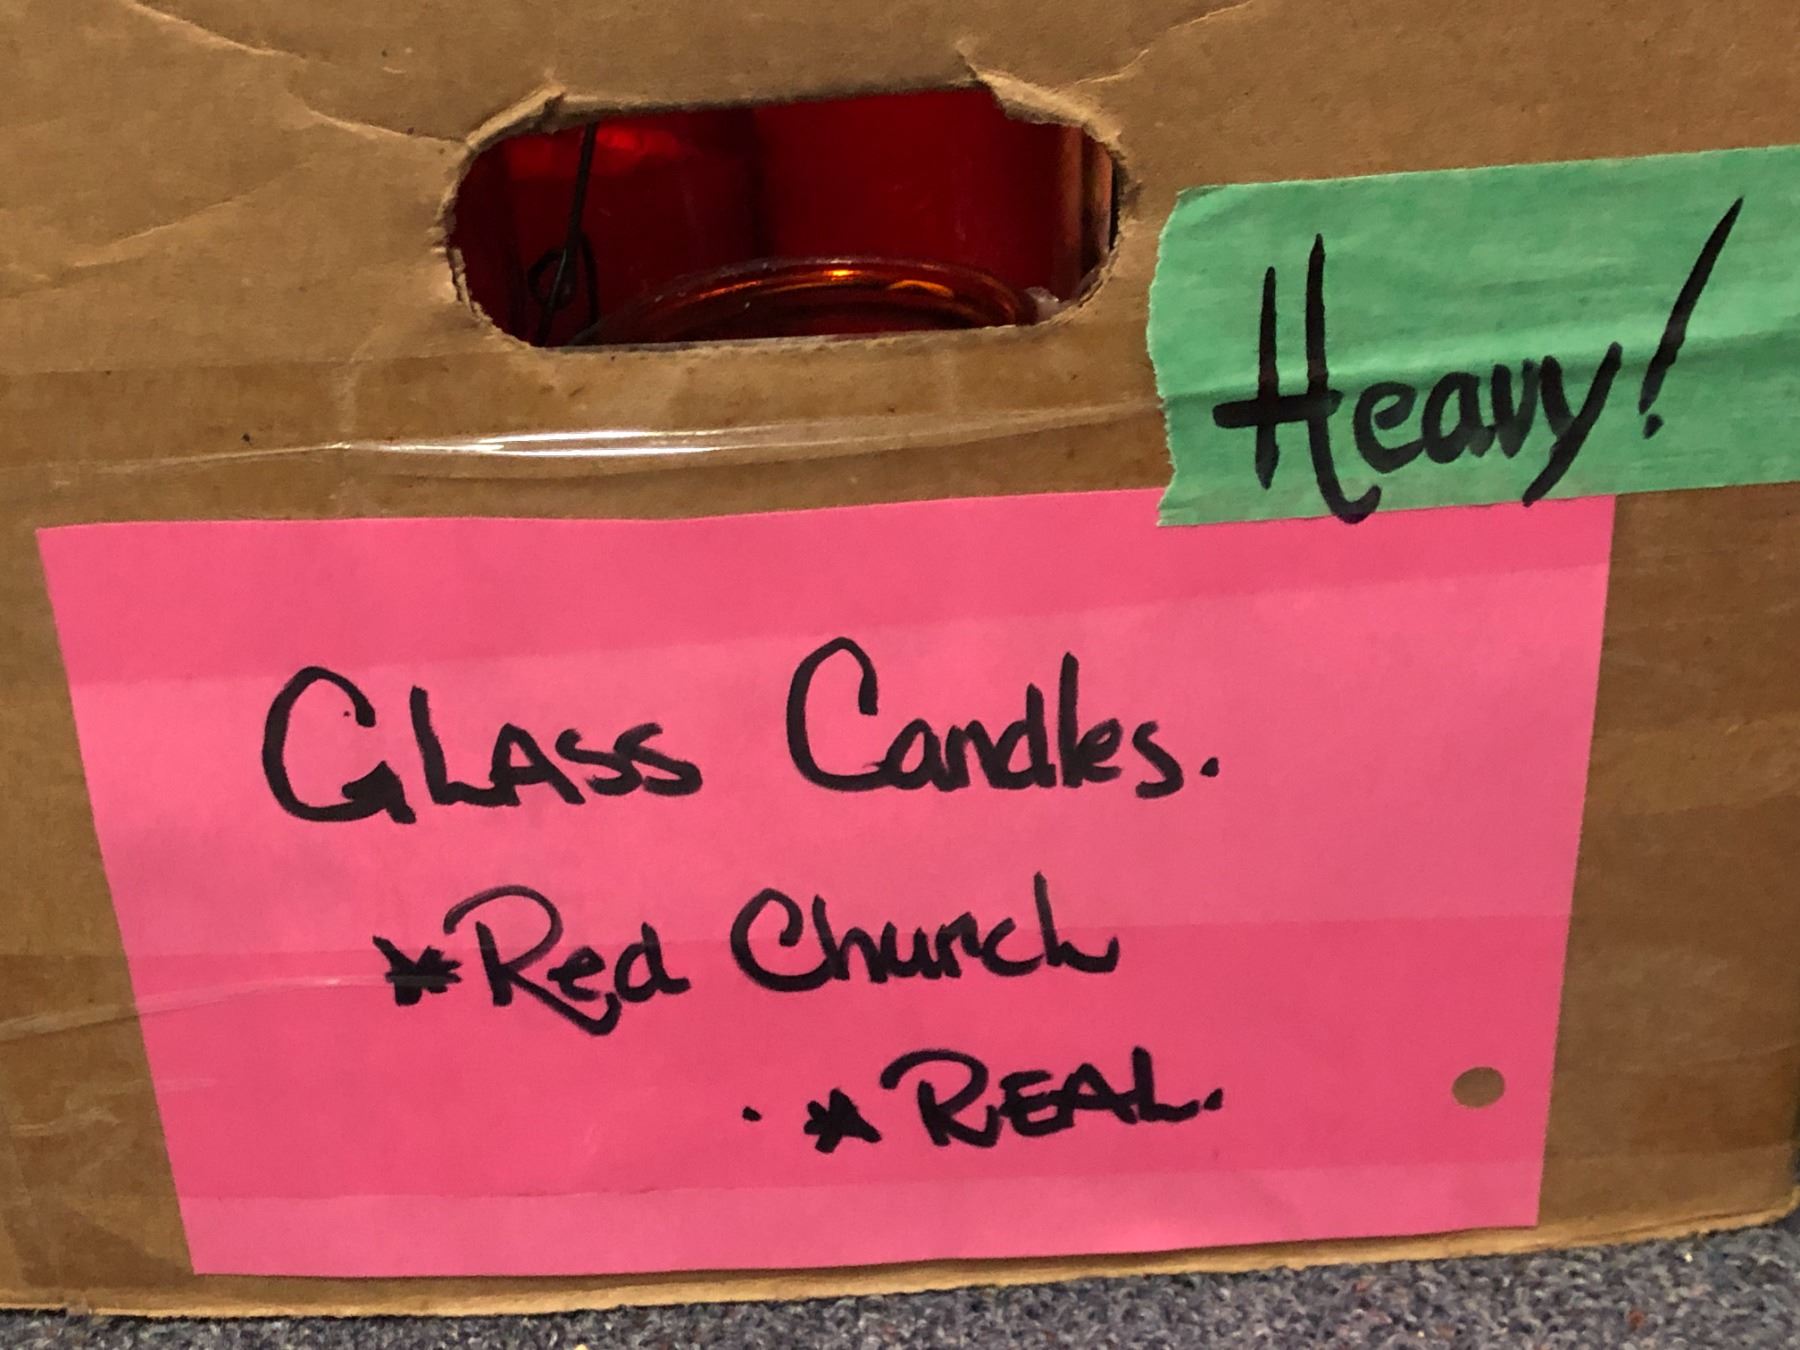 Heavy!
GLASS Candles.
*Red Church
. * REAL.